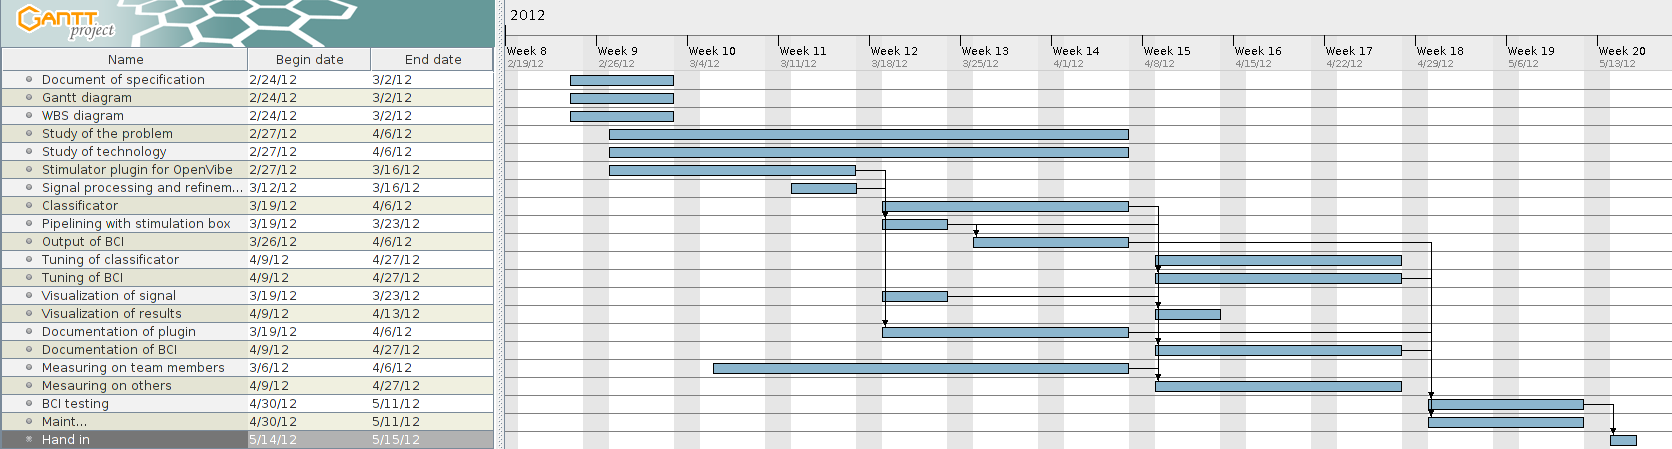 GANTT
project
2012
Week 8 Week 9 Week 10 Week 11 Week 12 Week 13 Week 14 Week 15 Week 16 Week 17 Week 18 Week 19 Week 20
2/19/12 2/26/12 3/4/12 3/11/12 3/18/12 3/25/12 4/1/12 4/8/12 4/15/12 4/22/12 4/29/12 5/6/12 5/13/12
Name Begin date End date
Document of specification 2/24/12 3/2/12
Gantt diagram 2/24/12 3/2/12
WBS diagram 2/24/12 3/2/12
Study of the problem 2/27/12 4/6/12
Study of technology 2/27/12 4/6/12
Stimulator plugin for OpenVibe 2/27/12 3/16/12
Signal processing and refinem... 3/12/12 3/16/12
Classificator 3/19/12 4/6/12
Pipelining with stimulation box 3/19/12 3/23/12
Output of BCI 3/26/12 4/6/12
Tuning of classificator 4/9/12 4/27/12
Tuning of BCI 4/9/12 4/27/12
Visualization of signal 3/19/12 3/23/12
Visualization of results 4/9/12 4/13/12
Documentation of plugin 3/19/12 4/6/12
Documentation of BCI 4/9/12 4/27/12
Measuring on team members 3/6/12 4/6/12
Mesauring on others 4/9/12 4/27/12
BCI testing 4/30/12 5/11/12
Maint... 4/30/12 5/11/12
Hand in 5/14/12 5/15/12